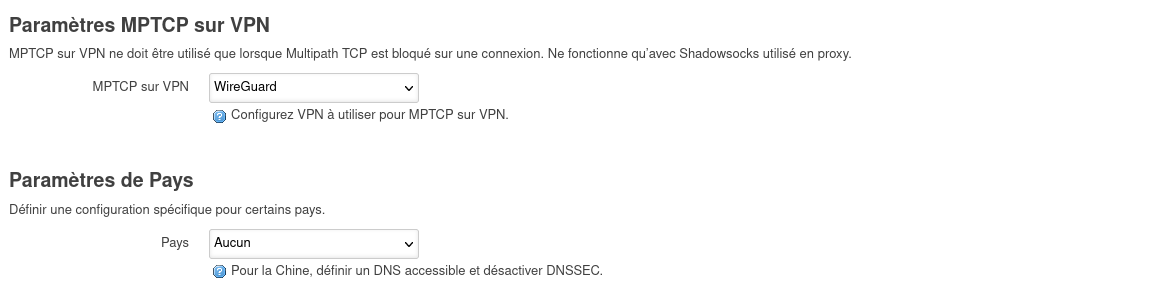 Paramètres MPTCP sur VPN
MPTCP sur VPN ne doit être utilisé que lorsque Multipath TCP est bloqué sur une connexion. Ne fonctionne qu'avec Shadowsocks utilisé en proxy.
MPTCP sur VPN WireGuard
Configurez VPN à utiliser pour MPTCP sur VPN.
Paramètres de Pays
Définir une configuration spécifique pour certains pays.
Pays Aucun
Pour la Chine, définir un DNS accessible et désactiver DNSSEC.